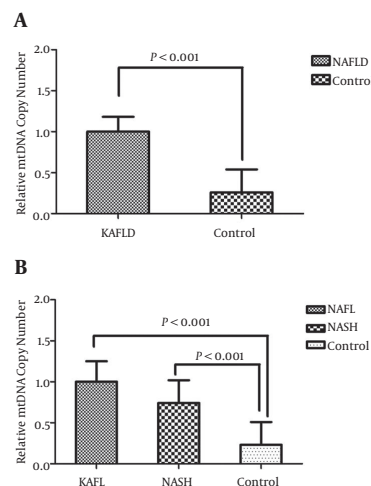 A
P < 0.001
NAFLD
Contro
Relative mtDNA Copy Number
2.0
1.5
1.0
0.5
0.0
KAFLD
Control
B
P < 0.001
P < 0.001
NAFL
NASH
Control
Relative mtDNA Copy Number
2.0
1.5
1.0
0.5
0.0
KAFL
NASH
Control